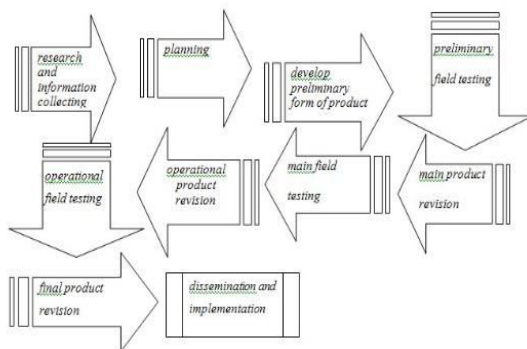 research
and
information
collecting
planning
develop
preliminary
form of product
preliminary
field testing
main product
revision
main field
testing
operational
product
revision
operational
field testing
final product
revision
dissemination and
implementation